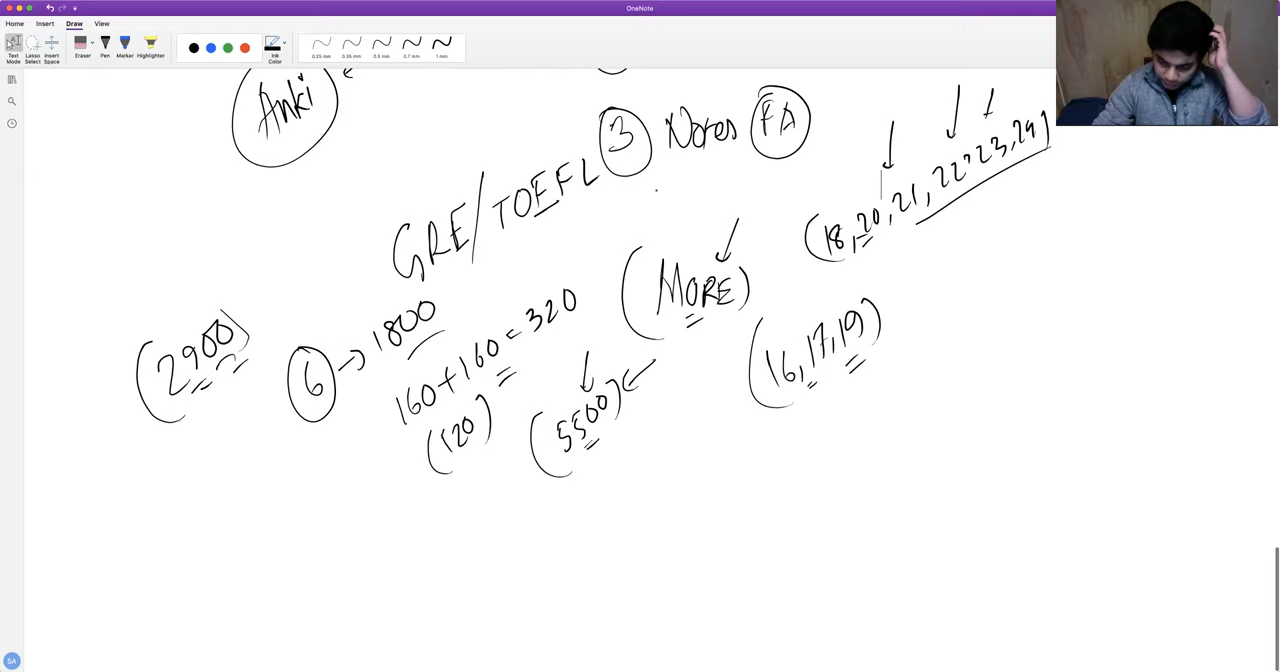 OneNote
Home Insert Draw View
Text Mode
Lasso Select
Insert Space
Eraser
Pen
Marker
Highlighter
0.25 mm
0.35 mm
0.5 mm
0.7 mm
1 mm
Anki
3 Notes FA
GRE/TOEFL
(18, 20, 21, 22, 23, 24)
(MORE)
(2900)
6 → 1800
160 + 160 = 320
(120)
(5500)
(16, 17, 19)
SA